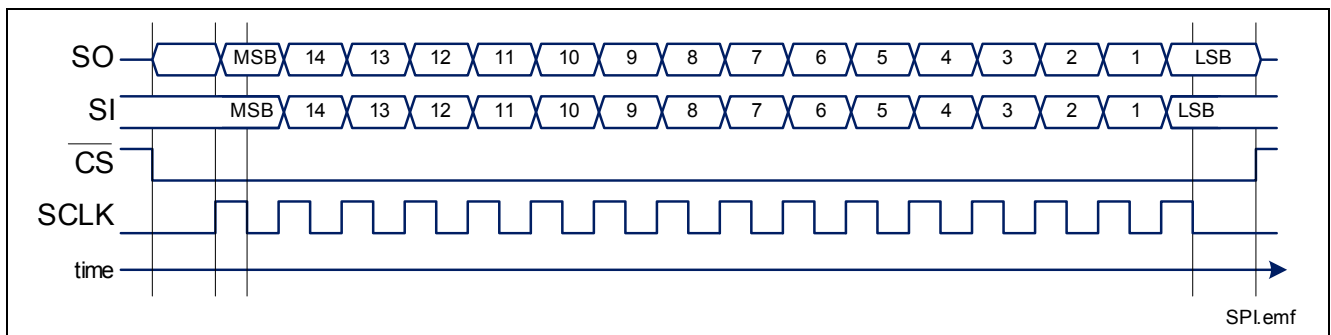 SO MSB 14 13 12 11 10 9 8 7 6 5 4 3 2 1 LSB
SI MSB 14 13 12 11 10 9 8 7 6 5 4 3 2 1 LSB
CS
SCLK
time
SPI.emf